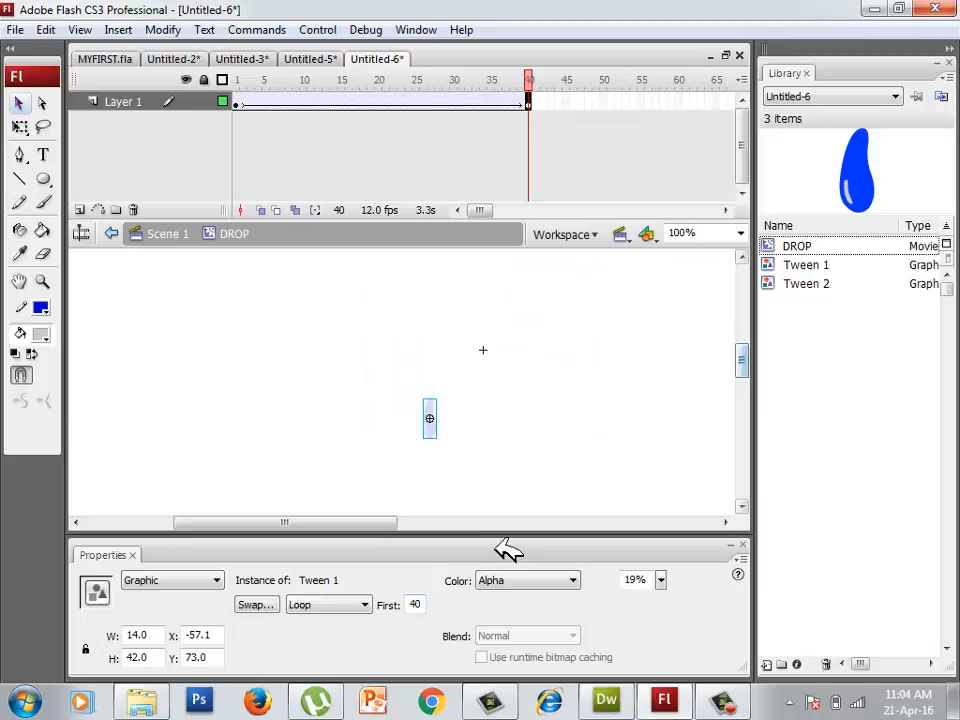 Adobe Flash CS3 Professional - [Untitled-6*]
File Edit View Insert Modify Text Commands Control Debug Window Help
Fl
MYFIRST.fla Untitled-2* Untitled-3* Untitled-5* Untitled-6*
1 5 10 15 20 25 30 35 40 45 50 55 60 65
Layer 1
40 12.0 fps 3.3s
Scene 1 DROP Workspace 100%
Library
Untitled-6
3 items
Name Type
DROP Movie
Tween 1 Graph
Tween 2 Graph
Properties
Graphic Instance of: Tween 1 Color: Alpha 19%
Swap... Loop First: 40
W: 14.0 X: -57.1 Blend: Normal
H: 42.0 Y: 73.0 Use runtime bitmap caching
Ps Dw Fl
11:04 AM
21-Apr-16